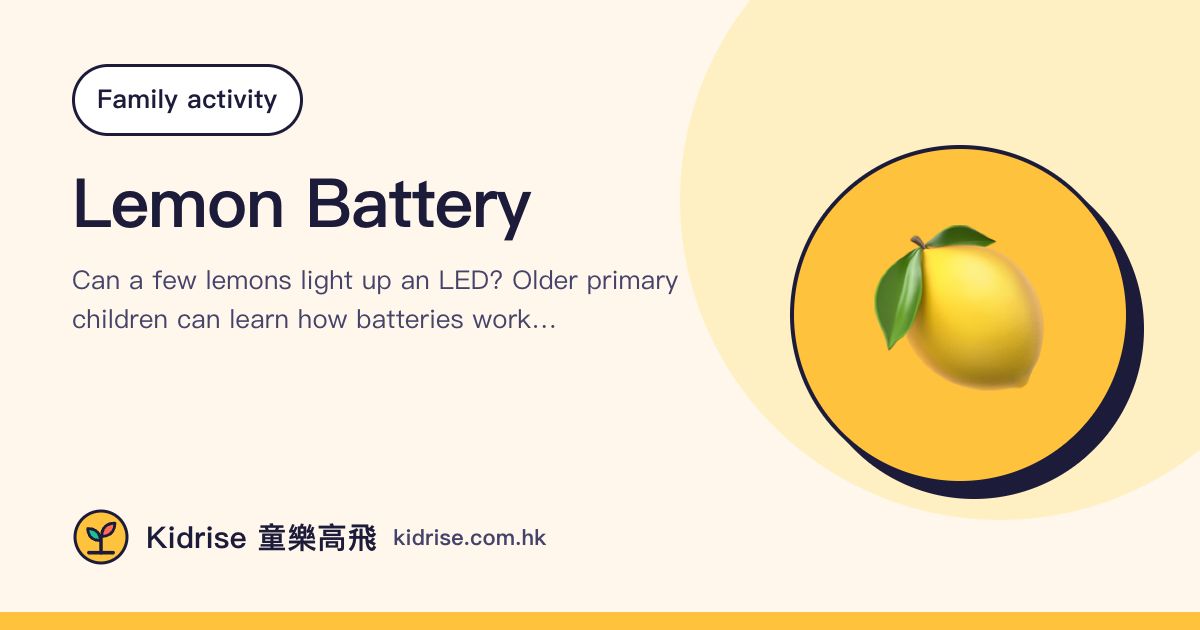 Family activity
Lemon Battery
Can a few lemons light up an LED? Older primary
children can learn how batteries work...
Kidrise 童樂高飛 kidrise.com.hk